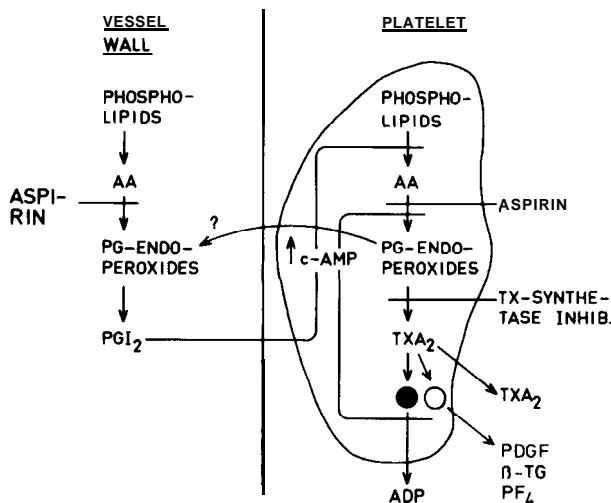 VESSEL
WALL
PHOSPHO-
LIPIDS
AA
ASPI-
RIN
PG-ENDO-
PEROXIDES
PGI2
?
PLATELET
PHOSPHO-
LIPIDS
AA
ASPIRIN
c-AMP
PG-ENDO-
PEROXIDES
TX-SYNTHE-
TASE INHIB.
TXA2
TXA2
PDGF
ß-TG
PF4
ADP